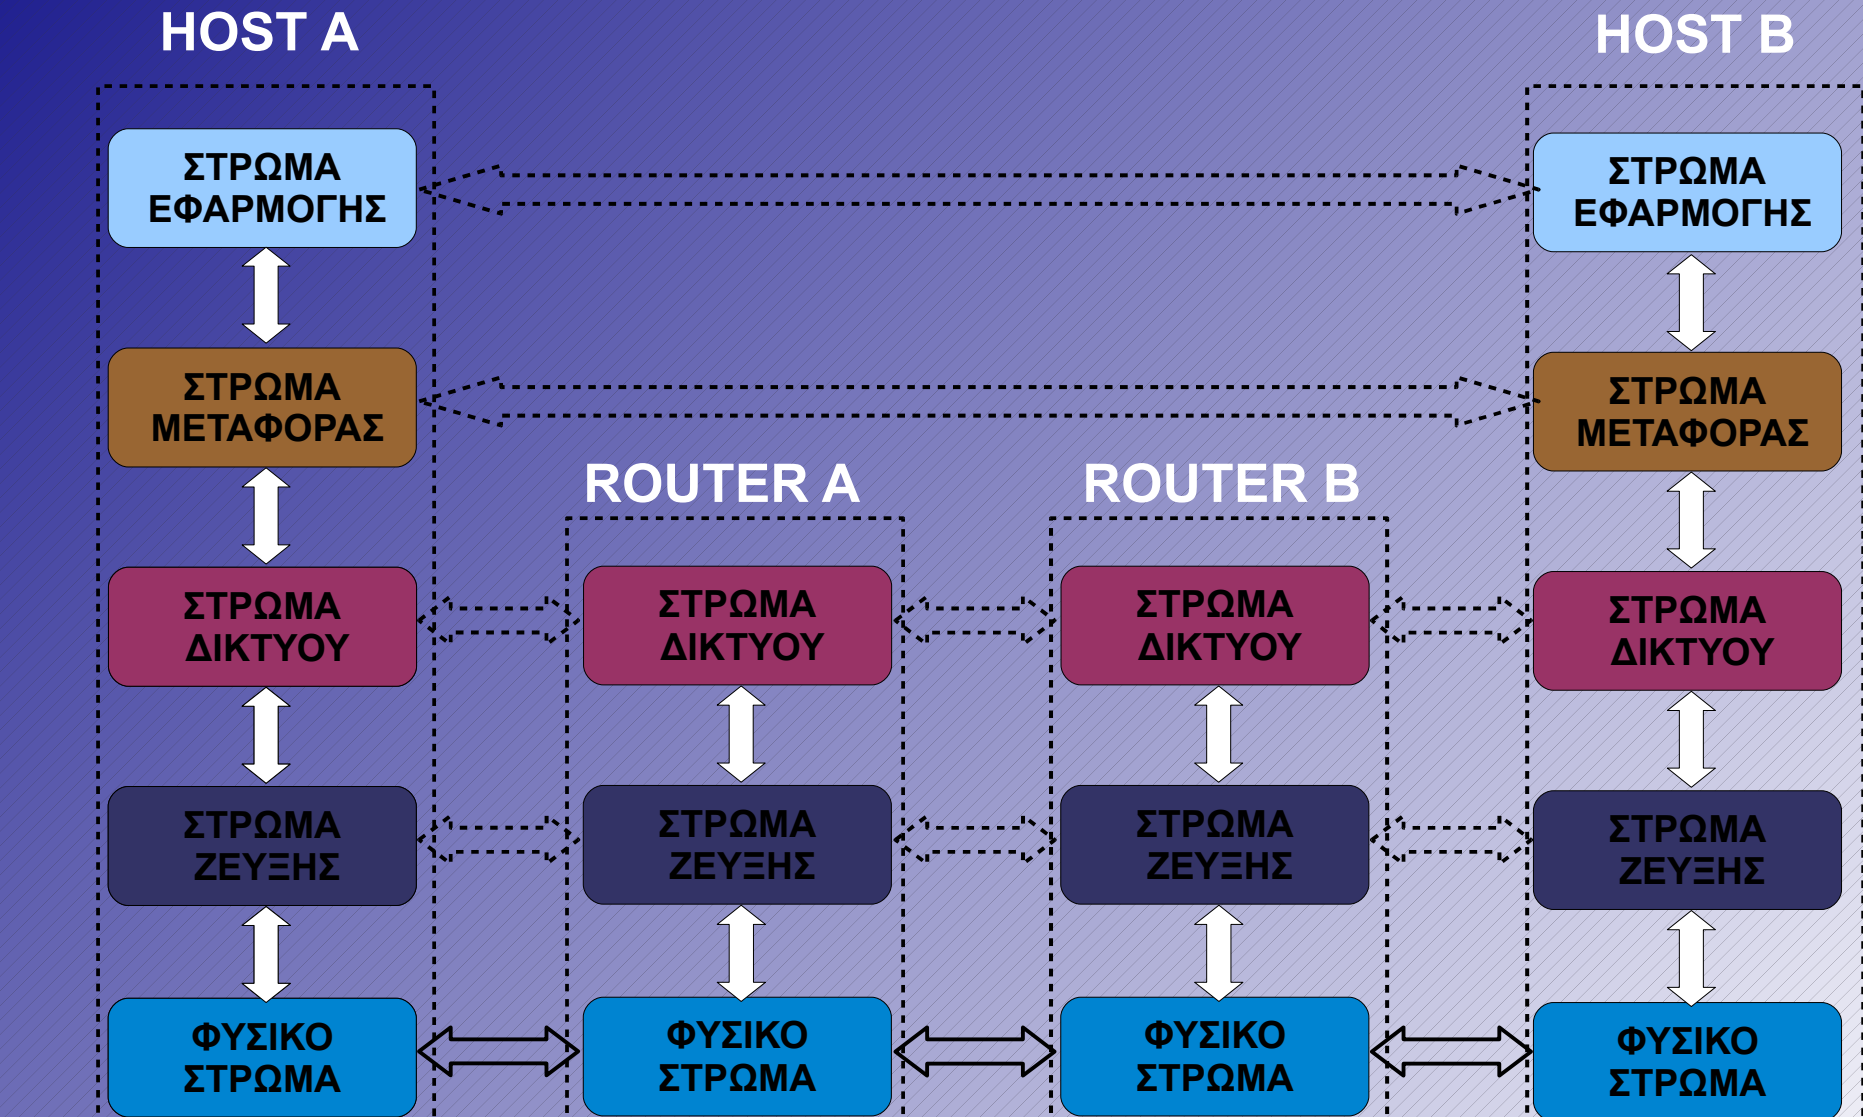 HOST A
HOST B
ΣΤΡΩΜΑ
ΕΦΑΡΜΟΓΗΣ
ΣΤΡΩΜΑ
ΕΦΑΡΜΟΓΗΣ
ΣΤΡΩΜΑ
ΜΕΤΑΦΟΡΑΣ
ΣΤΡΩΜΑ
ΜΕΤΑΦΟΡΑΣ
ROUTER A
ROUTER B
ΣΤΡΩΜΑ
ΔΙΚΤΥΟΥ
ΣΤΡΩΜΑ
ΔΙΚΤΥΟΥ
ΣΤΡΩΜΑ
ΔΙΚΤΥΟΥ
ΣΤΡΩΜΑ
ΔΙΚΤΥΟΥ
ΣΤΡΩΜΑ
ΖΕΥΞΗΣ
ΣΤΡΩΜΑ
ΖΕΥΞΗΣ
ΣΤΡΩΜΑ
ΖΕΥΞΗΣ
ΣΤΡΩΜΑ
ΖΕΥΞΗΣ
ΦΥΣΙΚΟ
ΣΤΡΩΜΑ
ΦΥΣΙΚΟ
ΣΤΡΩΜΑ
ΦΥΣΙΚΟ
ΣΤΡΩΜΑ
ΦΥΣΙΚΟ
ΣΤΡΩΜΑ